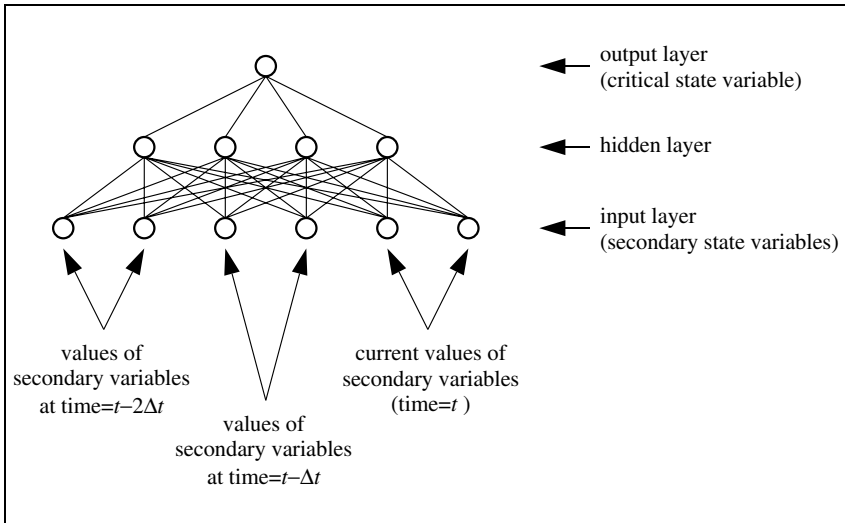 output layer
(critical state variable)
hidden layer
input layer
(secondary state variables)
values of
secondary variables
at time=t−2Δt
values of
secondary variables
at time=t−Δt
current values of
secondary variables
(time=t )